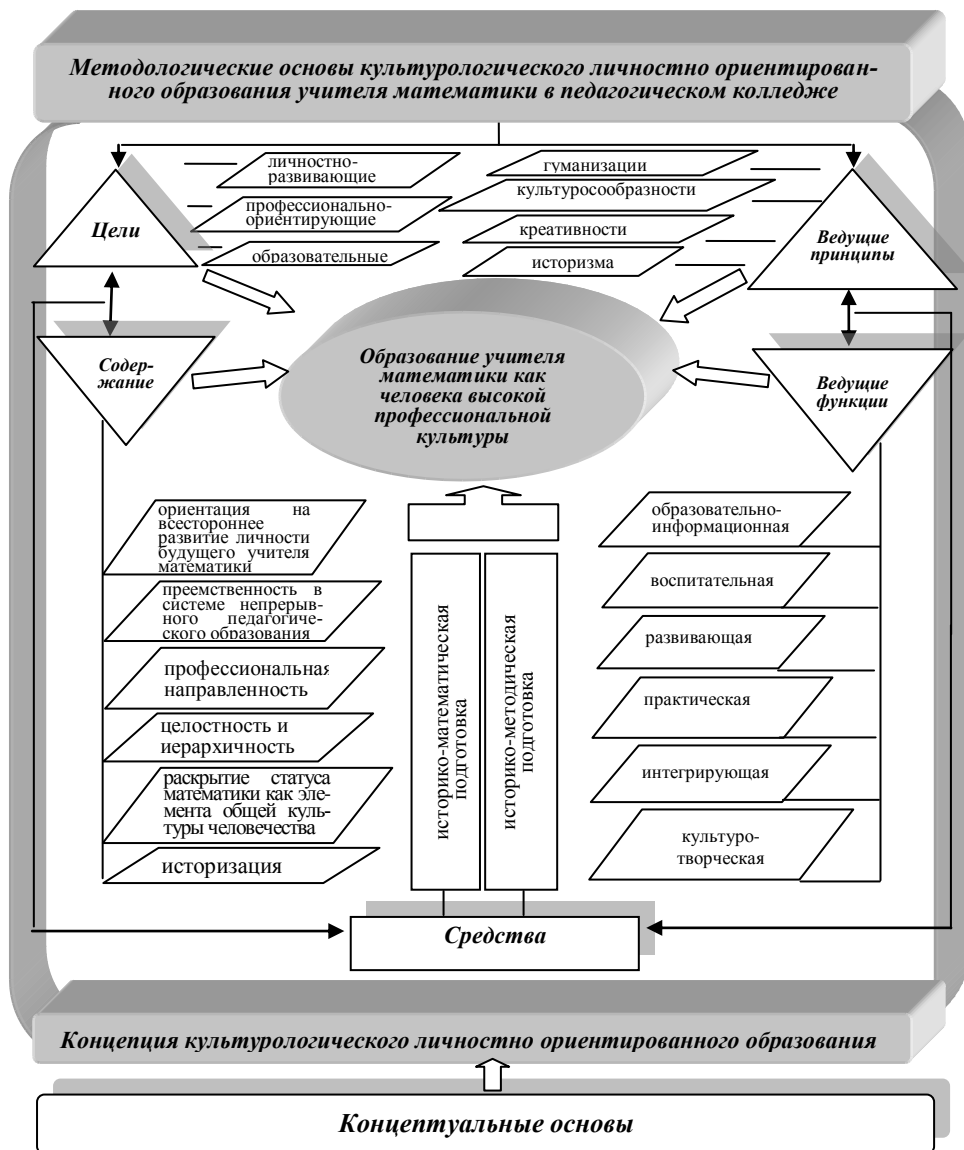 Методологические основы культурологического личностно ориентирован-
ного образования учителя математики в педагогическом колледже
личностно-
развивающие
профессионально-
ориентирующие
образовательные
гуманизации
культуросообразности
креативности
историзма
Цели
Ведущие
принципы
Содер-
жание
Образование учителя
математики как
человека высокой
профессиональной
культуры
Ведущие
функции
ориентация на
всестороннее
развитие личности
будущего учителя
математики
преемственность в
системе непрерыв-
ного педагогиче-
ского образования
профессиональная
направленность
целостность и
иерархичность
раскрытие статуса
математики как эле-
мента общей куль-
туры человечества
историзация
историко-математическая
подготовка
историко-методическая
подготовка
образовательно-
информационная
воспитательная
развивающая
практическая
интегрирующая
культуро-
творческая
Средства
Концепция культурологического личностно ориентированного образования
Концептуальные основы